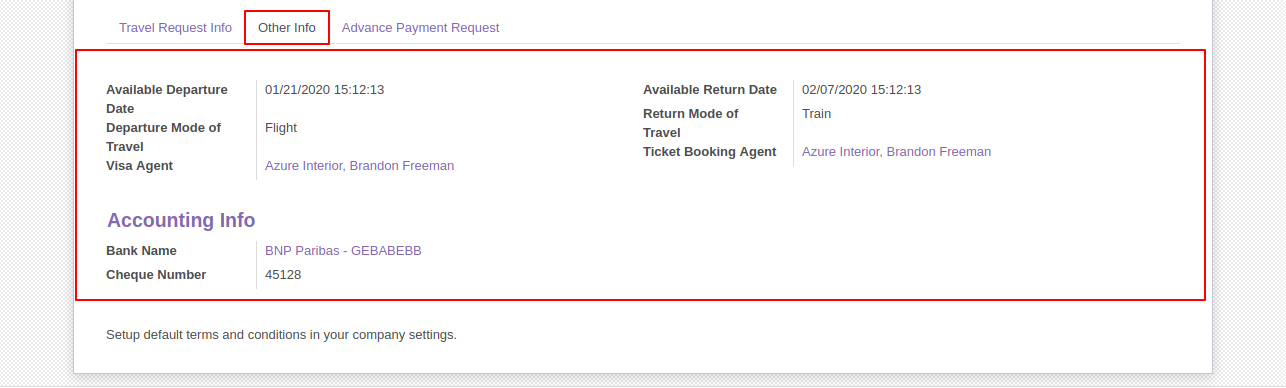 Travel Request Info Other Info Advance Payment Request
Available Departure Date 01/21/2020 15:12:13
Departure Mode of Travel Flight
Visa Agent Azure Interior, Brandon Freeman
Available Return Date 02/07/2020 15:12:13
Return Mode of Travel Train
Ticket Booking Agent Azure Interior, Brandon Freeman
Accounting Info
Bank Name BNP Paribas - GEBABEBB
Cheque Number 45128
Setup default terms and conditions in your company settings.